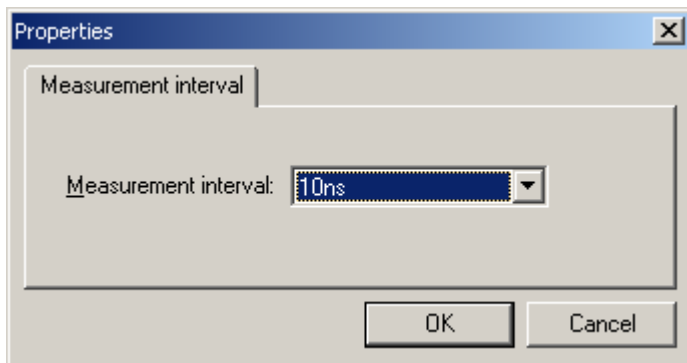 Properties
Measurement interval
Measurement interval: 10ns
OK Cancel